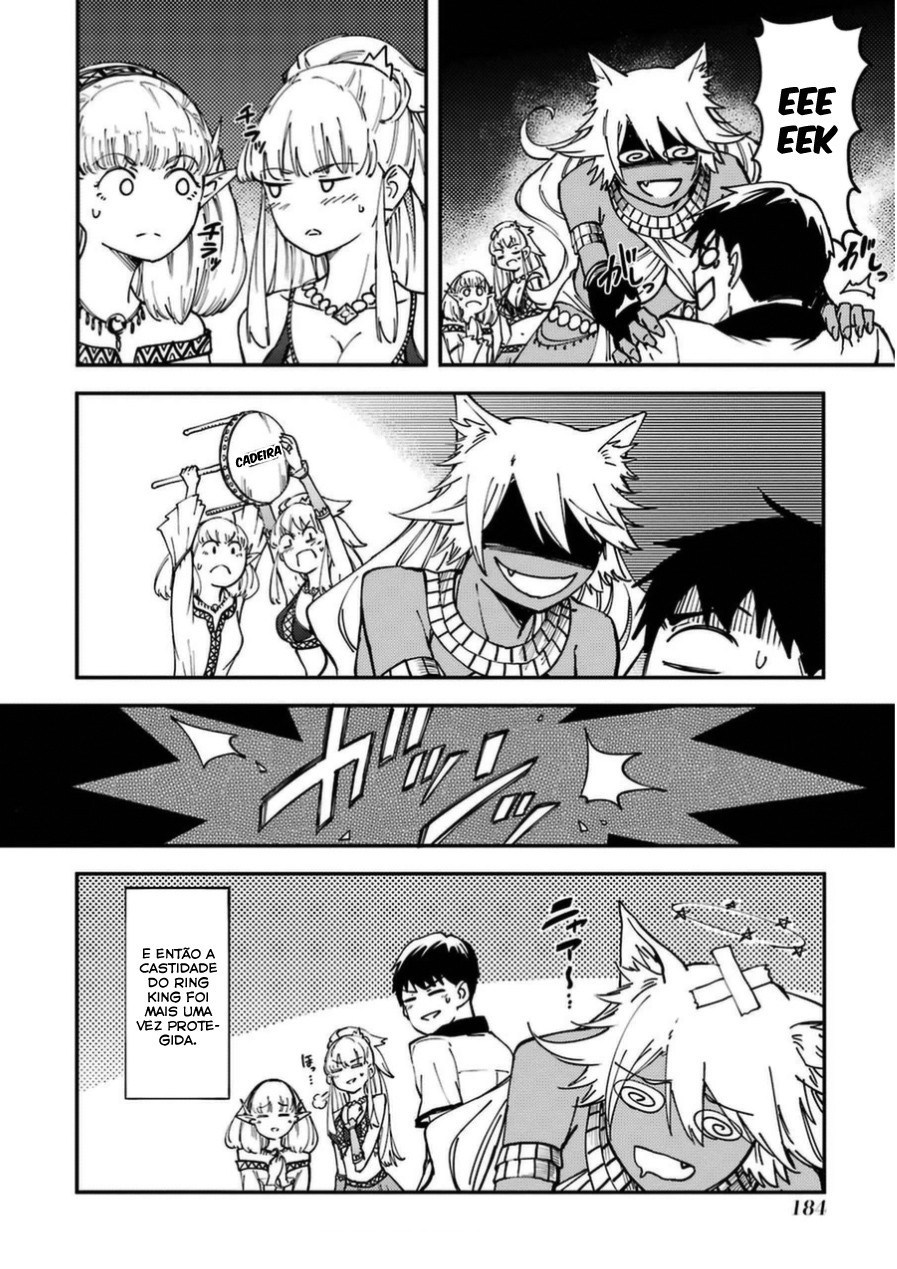 EEE
EEK
がしっ
がしっ
チラ
チラッ
CADEIRA
ガンッ
E ENTÃO A
CASTIDADE
DO RING
KING FOI
MAIS UMA
VEZ PROTE-
GIDA.
ニャア～
ほっ…
184